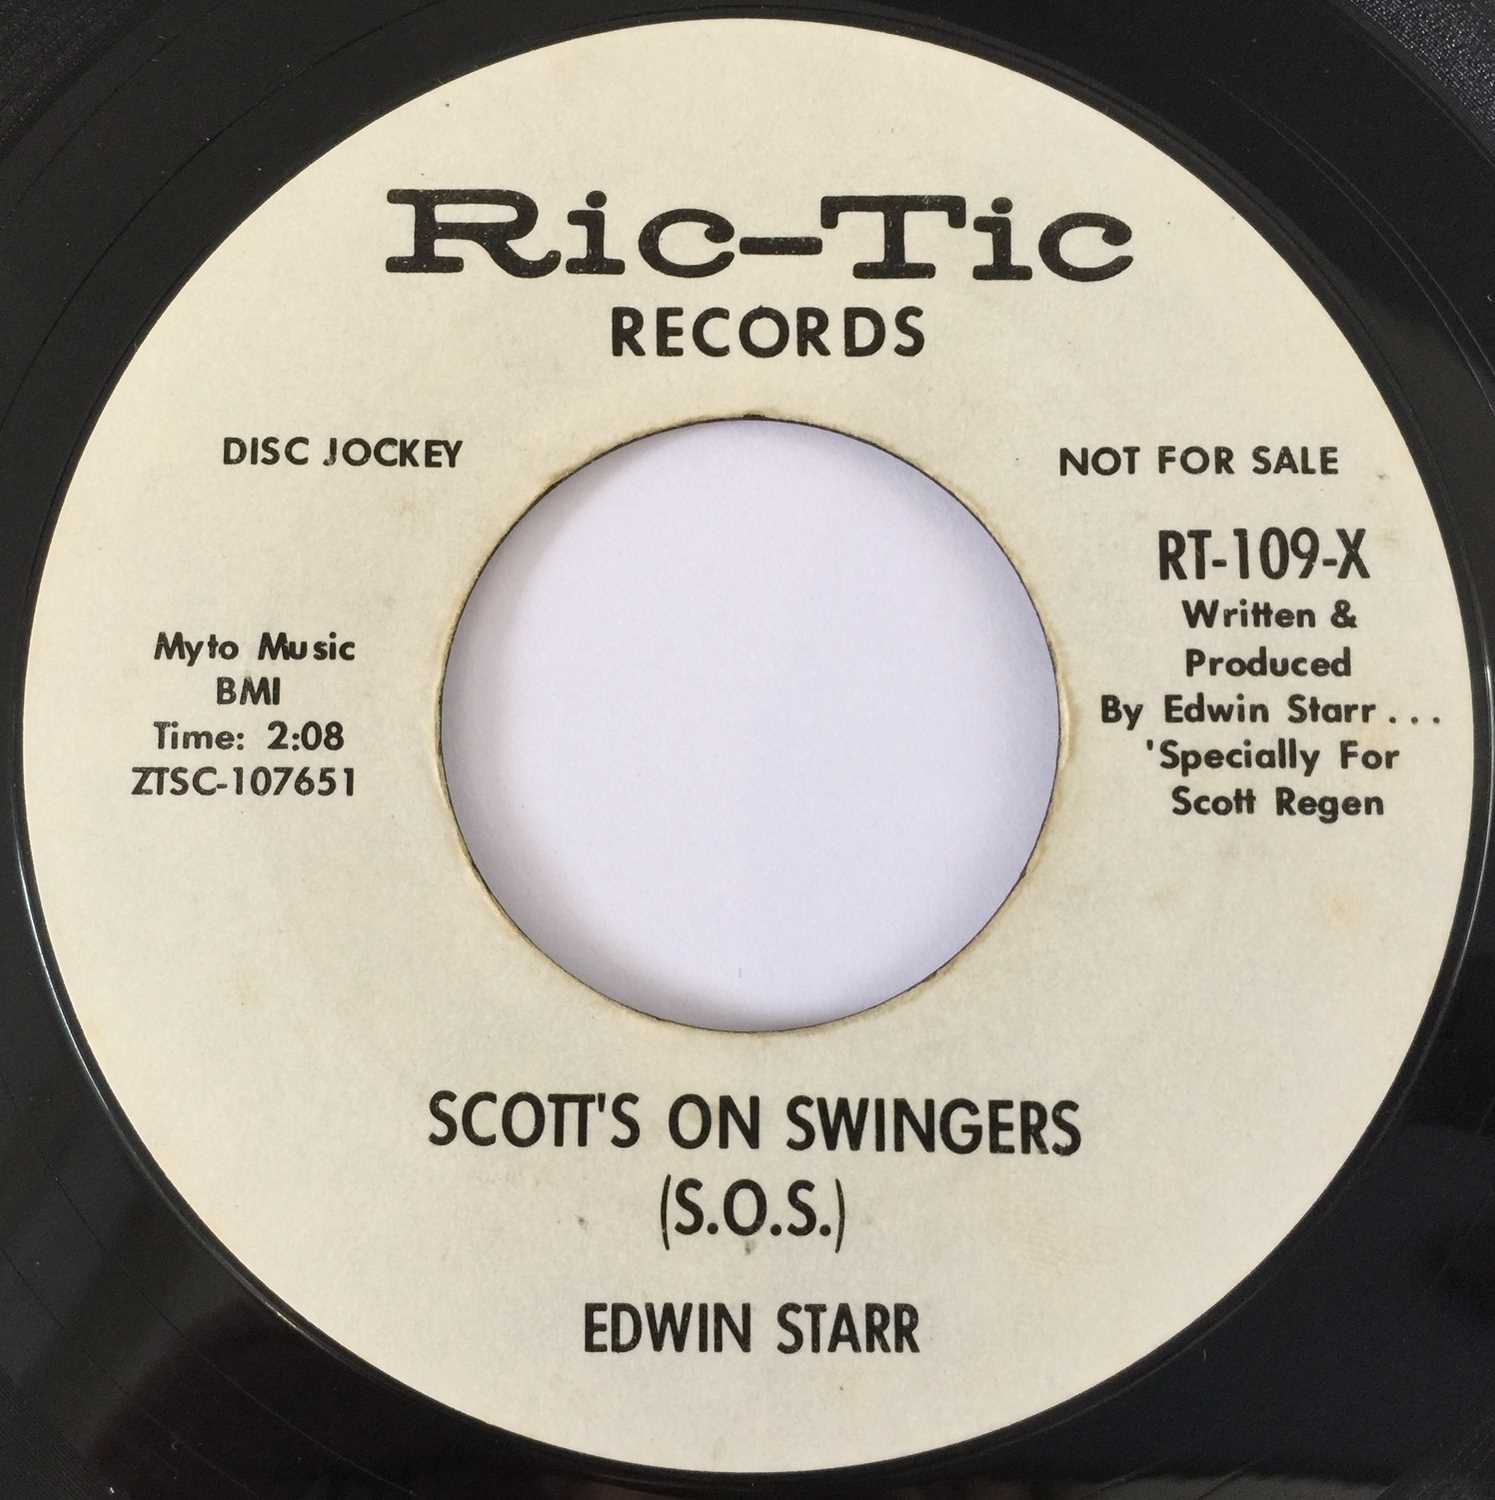 Ric-Tic
RECORDS
DISC JOCKEY
NOT FOR SALE
RT-109-X
Written &
Produced
By Edwin Starr . . .
'Specially For
Scott Regen
Myto Music
BMI
Time: 2:08
ZTSC-107651
SCOTT'S ON SWINGERS
(S.O.S.)
EDWIN STARR